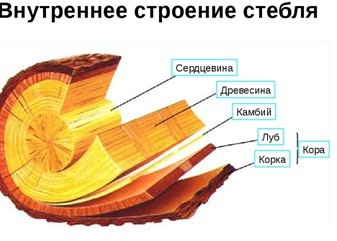 Внутреннее строение стебля
Сердцевина
Древесина
Камбий
Луб
Кора
Корка